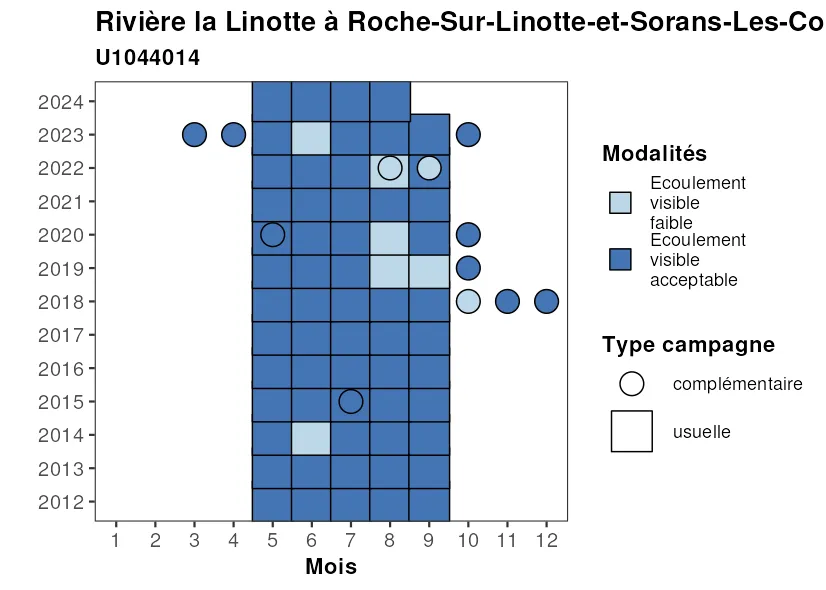 Rivière la Linotte à Roche-Sur-Linotte-et-Sorans-Les-Co
U1044014
2024
2023
2022
2021
2020
2019
2018
2017
2016
2015
2014
2013
2012
1 2 3 4 5 6 7 8 9 10 11 12
Mois
Modalités
Ecoulement
visible
faible
Ecoulement
visible
acceptable
Type campagne
complémentaire
usuelle